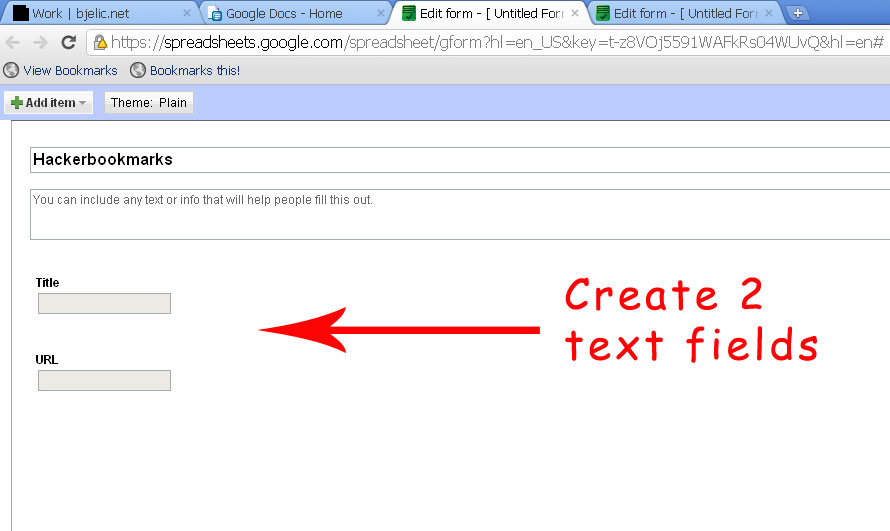 Work | bjelic.net
Google Docs - Home
Edit form - [ Untitled For
Edit form - [ Untitled For
https://spreadsheets.google.com/spreadsheet/gform?hl=en_US&key=t-z8VOj5591WAFkRs04WUvQ&hl=en#
View Bookmarks
Bookmarks this!
Add item
Theme: Plain
Hackerbookmarks
You can include any text or info that will help people fill this out.
Title
URL
Create 2
text fields